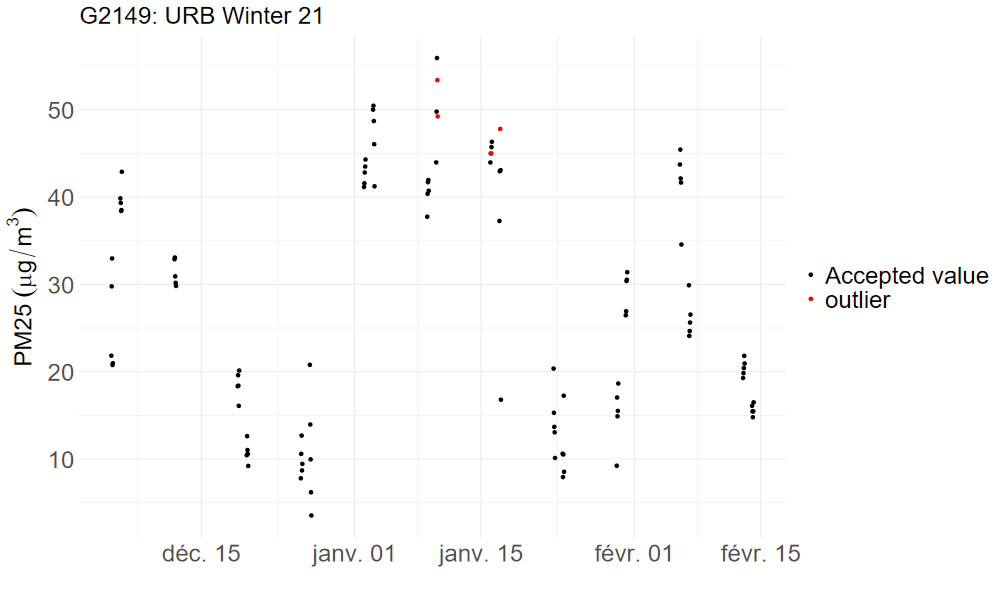 G2149: URB Winter 21
PM25 (µg/m³)
50
40
30
20
10
déc. 15
janv. 01
janv. 15
févr. 01
févr. 15
Accepted value
outlier